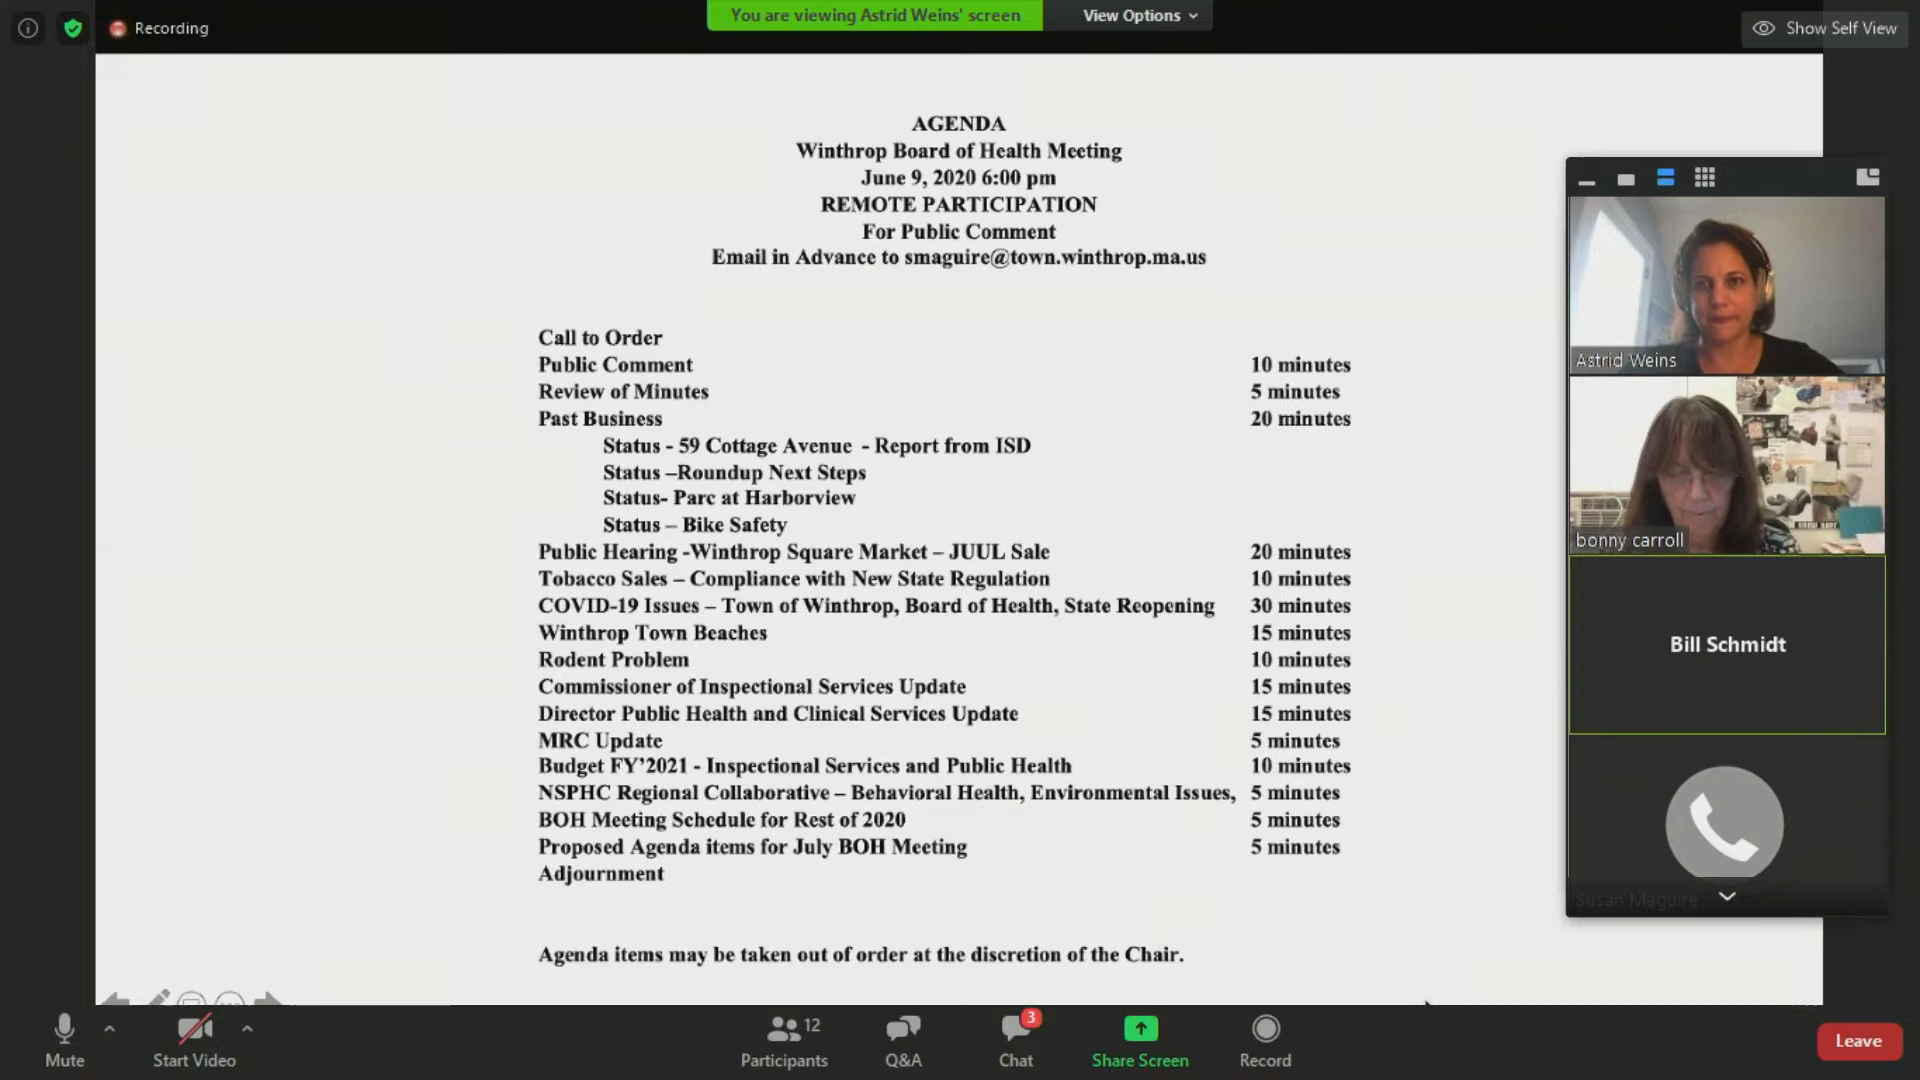 Recording
You are viewing Astrid Weins' screen
View Options
Show Self View
AGENDA
Winthrop Board of Health Meeting
June 9, 2020 6:00 pm
REMOTE PARTICIPATION
For Public Comment
Email in Advance to smaguire@town.winthrop.ma.us
Call to Order
Public Comment 10 minutes
Review of Minutes 5 minutes
Past Business 20 minutes
Status - 59 Cottage Avenue - Report from ISD
Status –Roundup Next Steps
Status- Parc at Harborview
Status – Bike Safety
Public Hearing -Winthrop Square Market – JUUL Sale 20 minutes
Tobacco Sales – Compliance with New State Regulation 10 minutes
COVID-19 Issues – Town of Winthrop, Board of Health, State Reopening 30 minutes
Winthrop Town Beaches 15 minutes
Rodent Problem 10 minutes
Commissioner of Inspectional Services Update 15 minutes
Director Public Health and Clinical Services Update 15 minutes
MRC Update 5 minutes
Budget FY'2021 - Inspectional Services and Public Health 10 minutes
NSPHC Regional Collaborative – Behavioral Health, Environmental Issues, 5 minutes
BOH Meeting Schedule for Rest of 2020 5 minutes
Proposed Agenda items for July BOH Meeting 5 minutes
Adjournment
Agenda items may be taken out of order at the discretion of the Chair.
Astrid Weins
bonny carroll
Bill Schmidt
Susan Maguire
Mute
Start Video
12
Participants
Q&A
3
Chat
Share Screen
Record
Leave